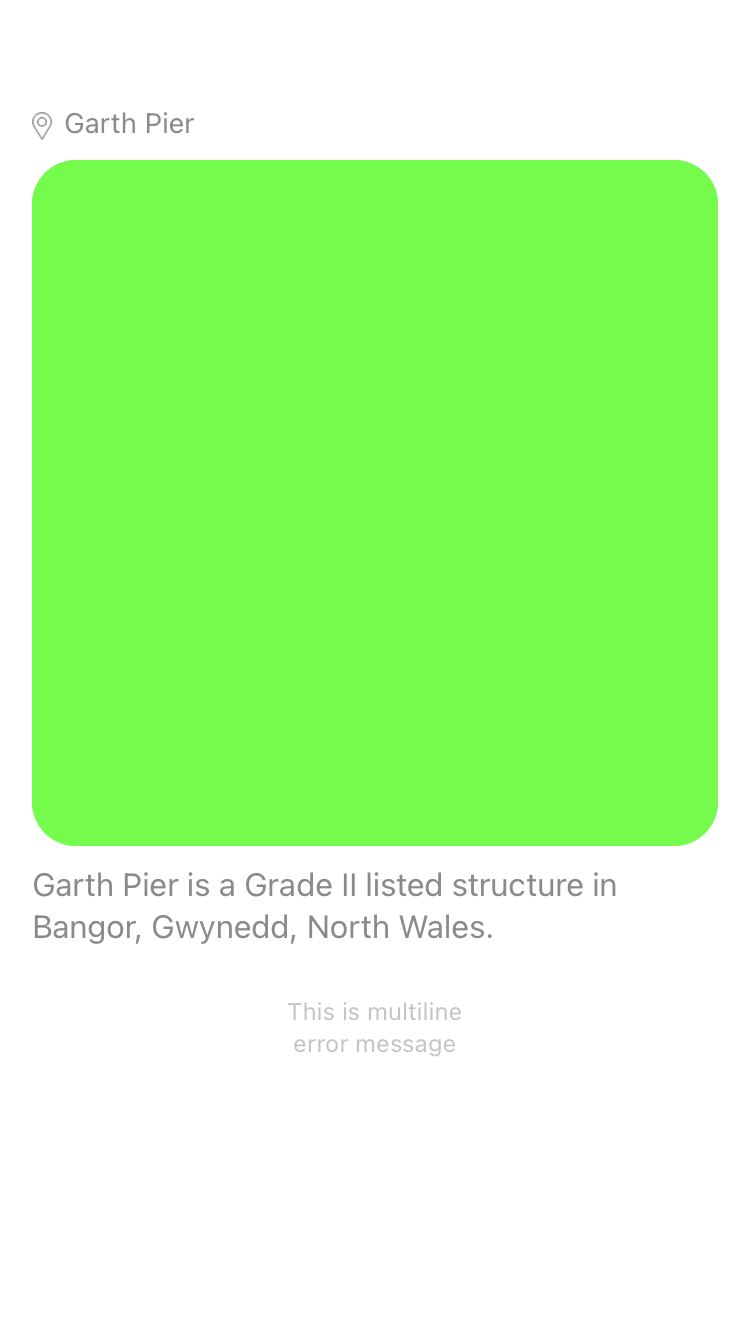 Garth Pier
Garth Pier is a Grade II listed structure in
Bangor, Gwynedd, North Wales.
This is multiline
error message